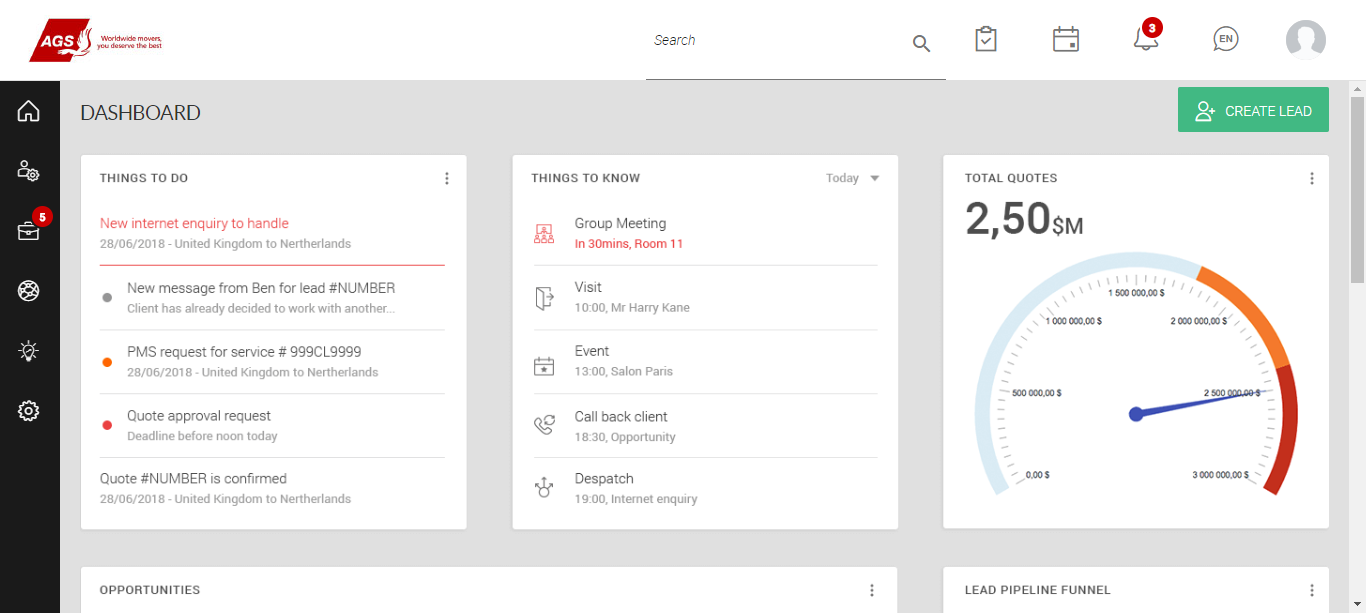 AGS
Worldwide movers,
you deserve the best
Search
3
EN
DASHBOARD
CREATE LEAD
5
THINGS TO DO
New internet enquiry to handle
28/06/2018 - United Kingdom to Nertherlands
New message from Ben for lead #NUMBER
Client has already decided to work with another...
PMS request for service # 999CL9999
28/06/2018 - United Kingdom to Nertherlands
Quote approval request
Deadline before noon today
Quote #NUMBER is confirmed
28/06/2018 - United Kingdom to Nertherlands
THINGS TO KNOW
Today
Group Meeting
In 30mins, Room 11
Visit
10:00, Mr Harry Kane
Event
13:00, Salon Paris
Call back client
18:30, Opportunity
Despatch
19:00, Internet enquiry
TOTAL QUOTES
2,50$M
1 500 000,00 $
1 000 000,00 $
2 000 000,00 $
500 000,00 $
2 500 000,00 $
0,00 $
3 000 000,00 $
OPPORTUNITIES
LEAD PIPELINE FUNNEL